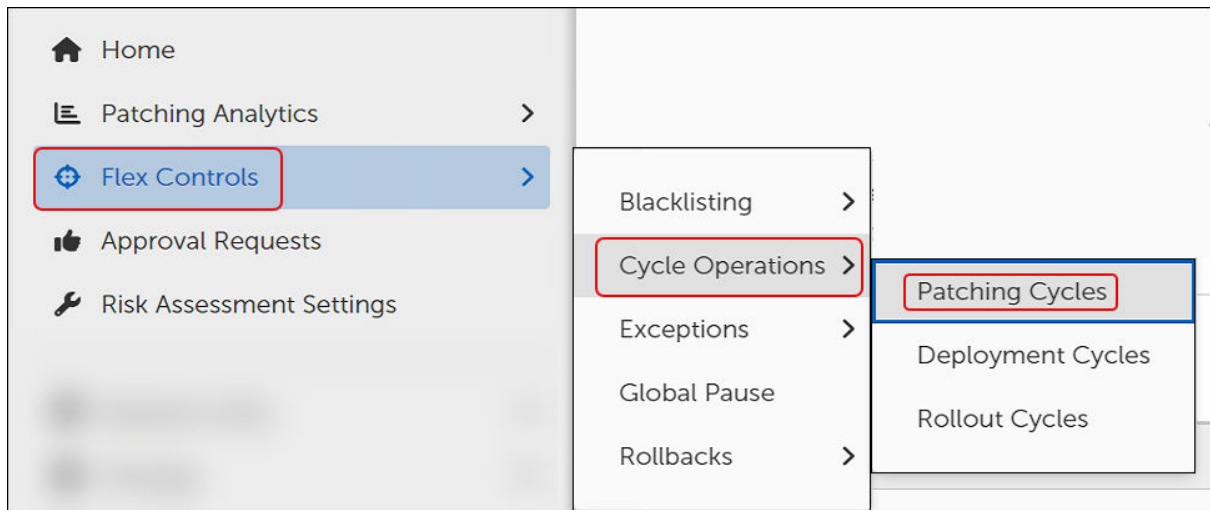 Home
Patching Analytics
Flex Controls
Approval Requests
Risk Assessment Settings
Blacklisting
Cycle Operations
Exceptions
Global Pause
Rollbacks
Patching Cycles
Deployment Cycles
Rollout Cycles